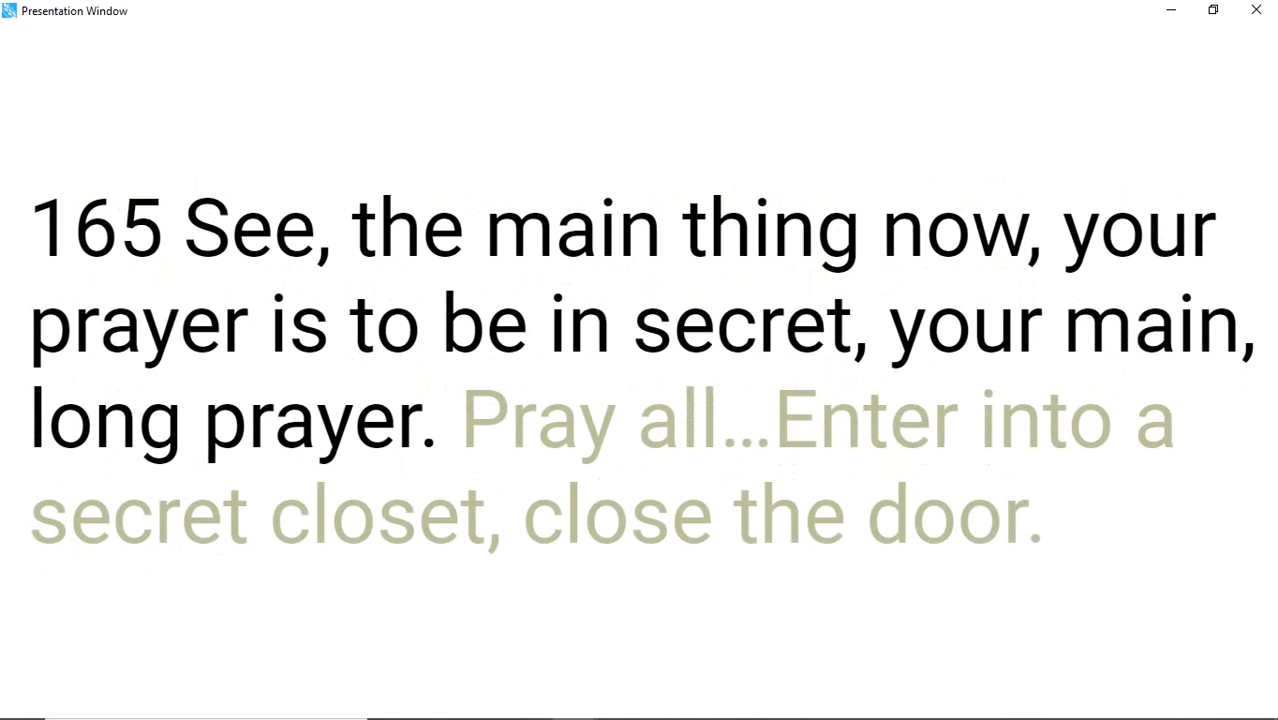 Presentation Window
165 See, the main thing now, your
prayer is to be in secret, your main,
long prayer. Pray all...Enter into a
secret closet, close the door.